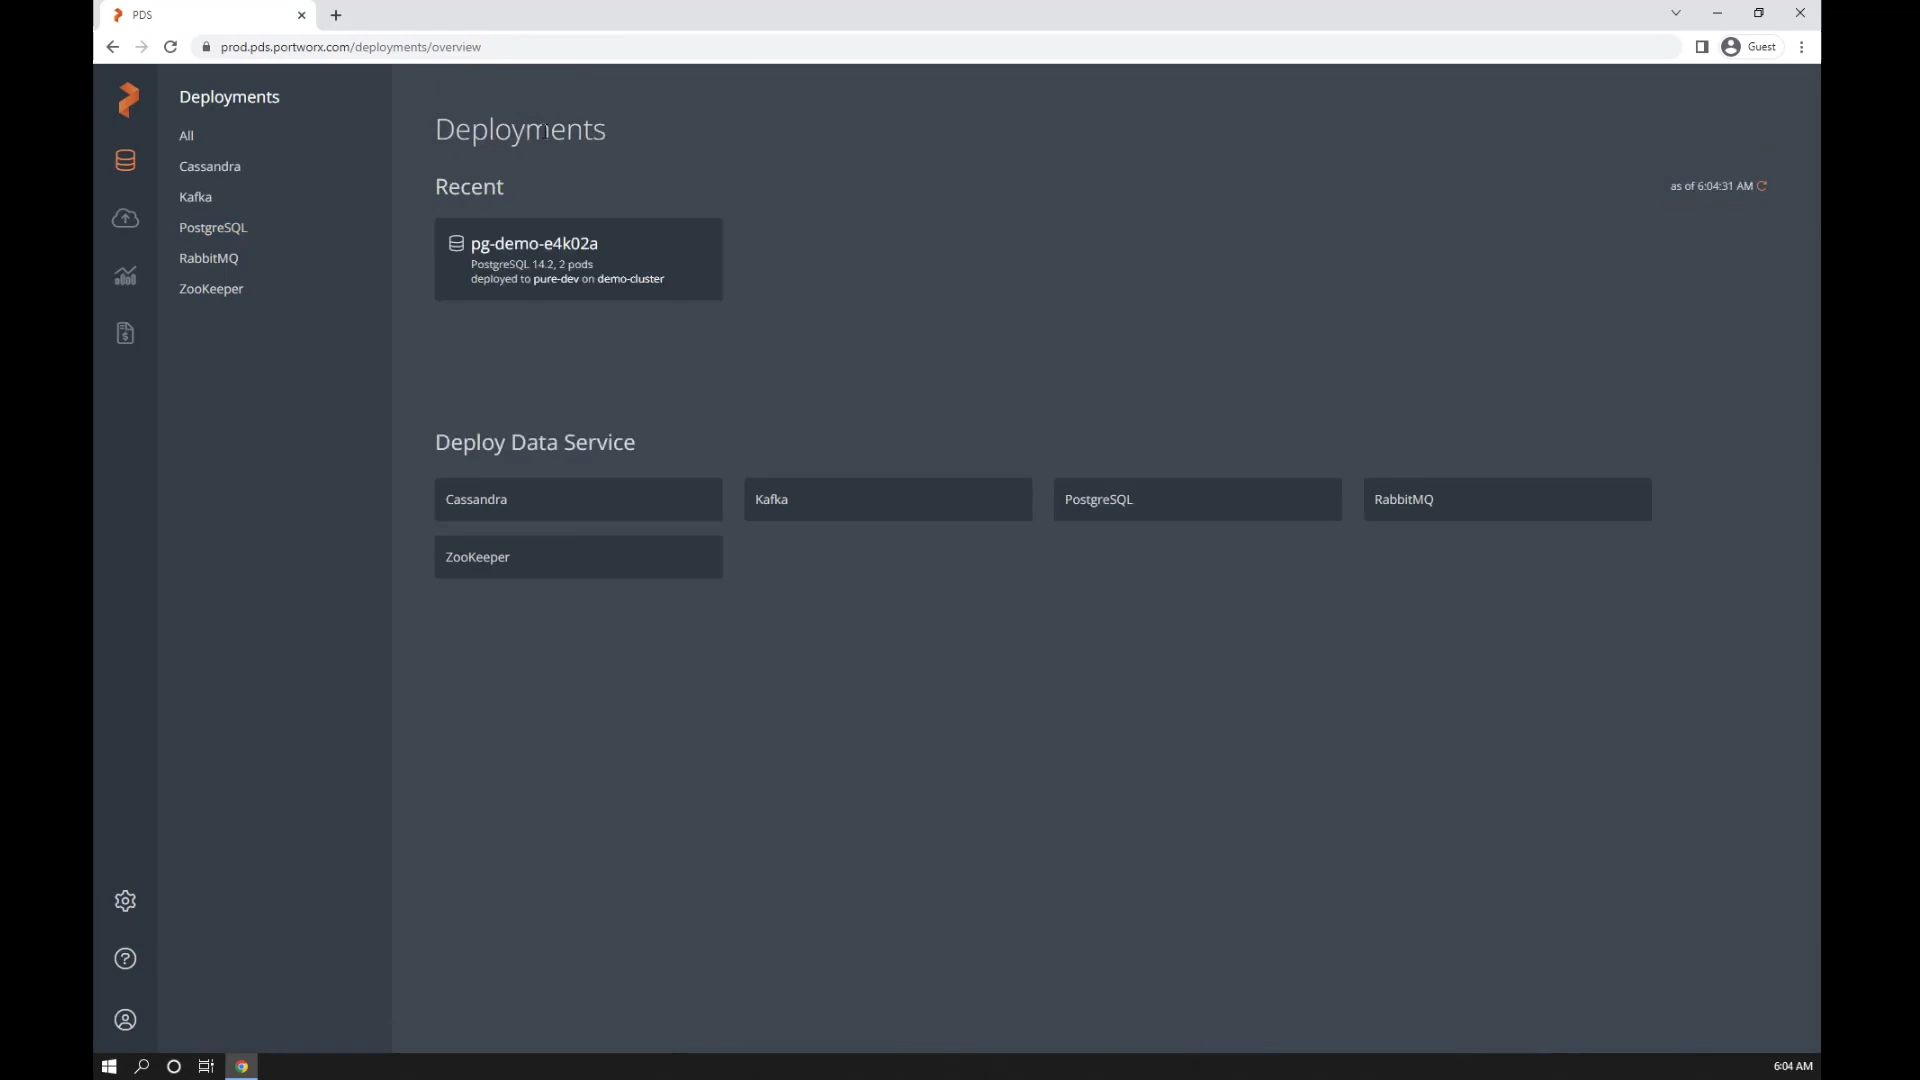 PDS
prod.pds.portworx.com/deployments/overview
Guest
Deployments
All
Cassandra
Kafka
PostgreSQL
RabbitMQ
ZooKeeper
Deployments
Recent
as of 6:04:31 AM
pg-demo-e4k02a
PostgreSQL 14.2, 2 pods
deployed to pure-dev on demo-cluster
Deploy Data Service
Cassandra
Kafka
PostgreSQL
RabbitMQ
ZooKeeper
6:04 AM